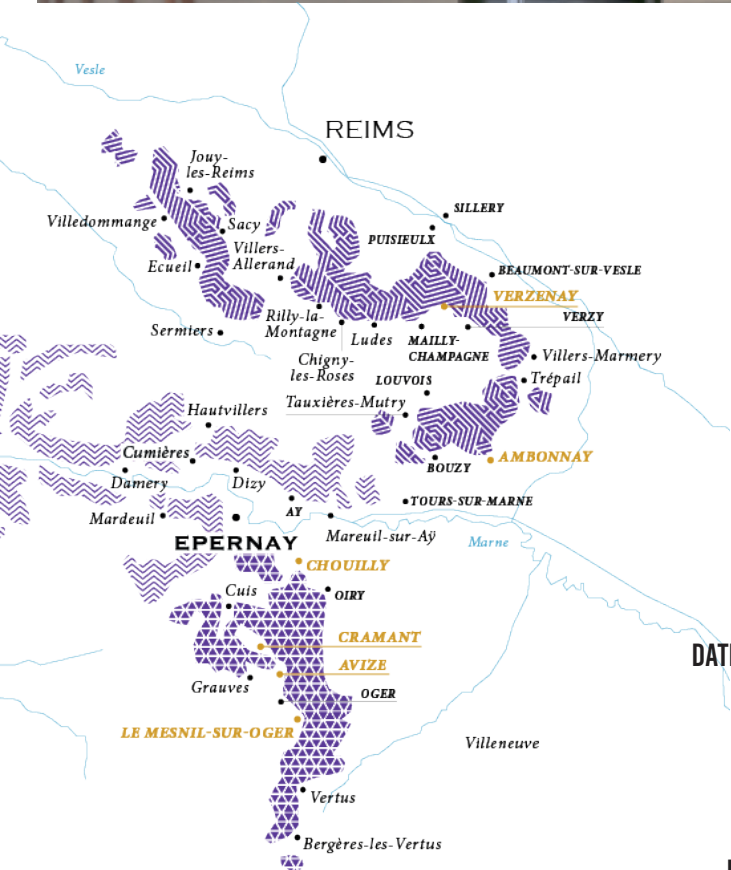 Vesle
REIMS
Jouy-
les-Reims
SILLERY
Villedommange
Sacy
PUISIEULX
Villers-
Allerand
Ecueil
BEAUMONT-SUR-VESLE
VERZENAY
Rilly-la-
Montagne
VERZY
Sermiers
Ludes
MAILLY-
CHAMPAGNE
Chigny-
les-Roses
Villers-Marmery
LOUVOIS
Trépail
Tauxières-Mutry
Hautvillers
Cumières
AMBONNAY
BOUZY
Damery
Dizy
TOURS-SUR-MARNE
AY
Mardeuil
Mareuil-sur-Aÿ
EPERNAY
Marne
CHOUILLY
Cuis
OIRY
CRAMANT
AVIZE
Grauves
OGER
LE MESNIL-SUR-OGER
Villeneuve
Vertus
Bergères-les-Vertus